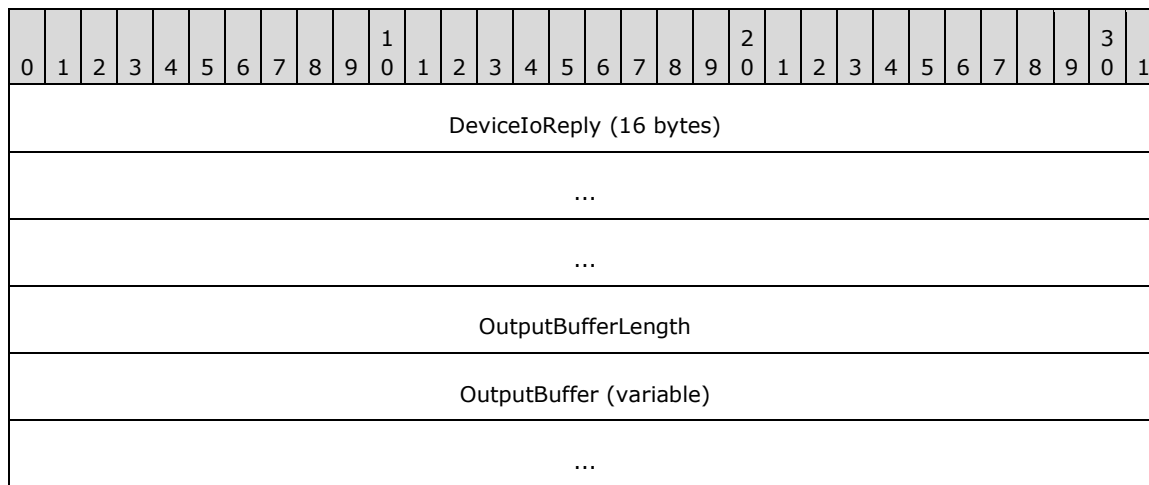 1 2 3
0 1 2 3 4 5 6 7 8 9 0 1 2 3 4 5 6 7 8 9 0 1 2 3 4 5 6 7 8 9 0 1
DeviceIoReply (16 bytes)
...
...
OutputBufferLength
OutputBuffer (variable)
...